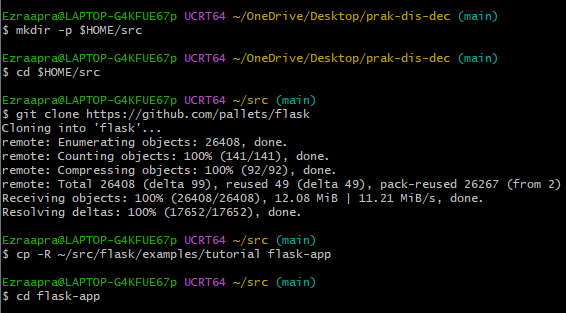 Ezraapra@LAPTOP-G4KFUE67p UCRT64 ~/OneDrive/Desktop/prak-dis-dec (main)
$ mkdir -p $HOME/src
Ezraapra@LAPTOP-G4KFUE67p UCRT64 ~/OneDrive/Desktop/prak-dis-dec (main)
$ cd $HOME/src
Ezraapra@LAPTOP-G4KFUE67p UCRT64 ~/src (main)
$ git clone https://github.com/pallets/flask
Cloning into 'flask'...
remote: Enumerating objects: 26408, done.
remote: Counting objects: 100% (141/141), done.
remote: Compressing objects: 100% (92/92), done.
remote: Total 26408 (delta 99), reused 49 (delta 49), pack-reused 26267 (from 2)
Receiving objects: 100% (26408/26408), 12.08 MiB | 11.21 MiB/s, done.
Resolving deltas: 100% (17652/17652), done.
Ezraapra@LAPTOP-G4KFUE67p UCRT64 ~/src (main)
$ cp -R ~/src/flask/examples/tutorial flask-app
Ezraapra@LAPTOP-G4KFUE67p UCRT64 ~/src (main)
$ cd flask-app